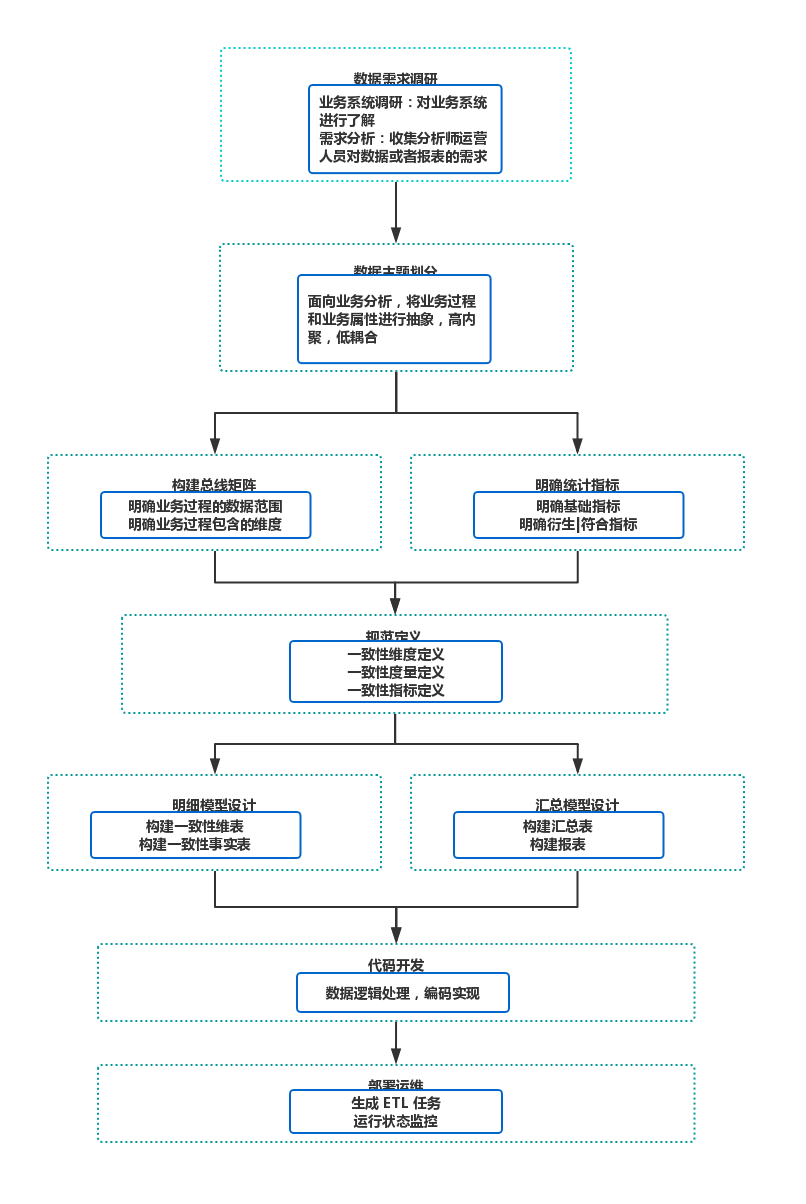 数据需求调研
业务系统调研：对业务系统
进行了解
需求分析：收集分析师运营
人员对数据或者报表的需求
数据主题划分
面向业务分析，将业务过程
和业务属性进行抽象，高内
聚，低耦合
构建总线矩阵
明确业务过程的数据范围
明确业务过程包含的维度
明确统计指标
明确基础指标
明确衍生|符合指标
规范定义
一致性维度定义
一致性度量定义
一致性指标定义
明细模型设计
构建一致性维表
构建一致性事实表
汇总模型设计
构建汇总表
构建报表
代码开发
数据逻辑处理，编码实现
部署运维
生成 ETL 任务
运行状态监控